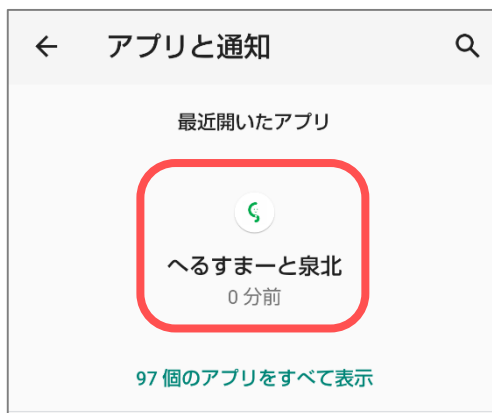 アプリと通知
最近開いたアプリ
へるすまーと泉北
0 分前
97 個のアプリをすべて表示